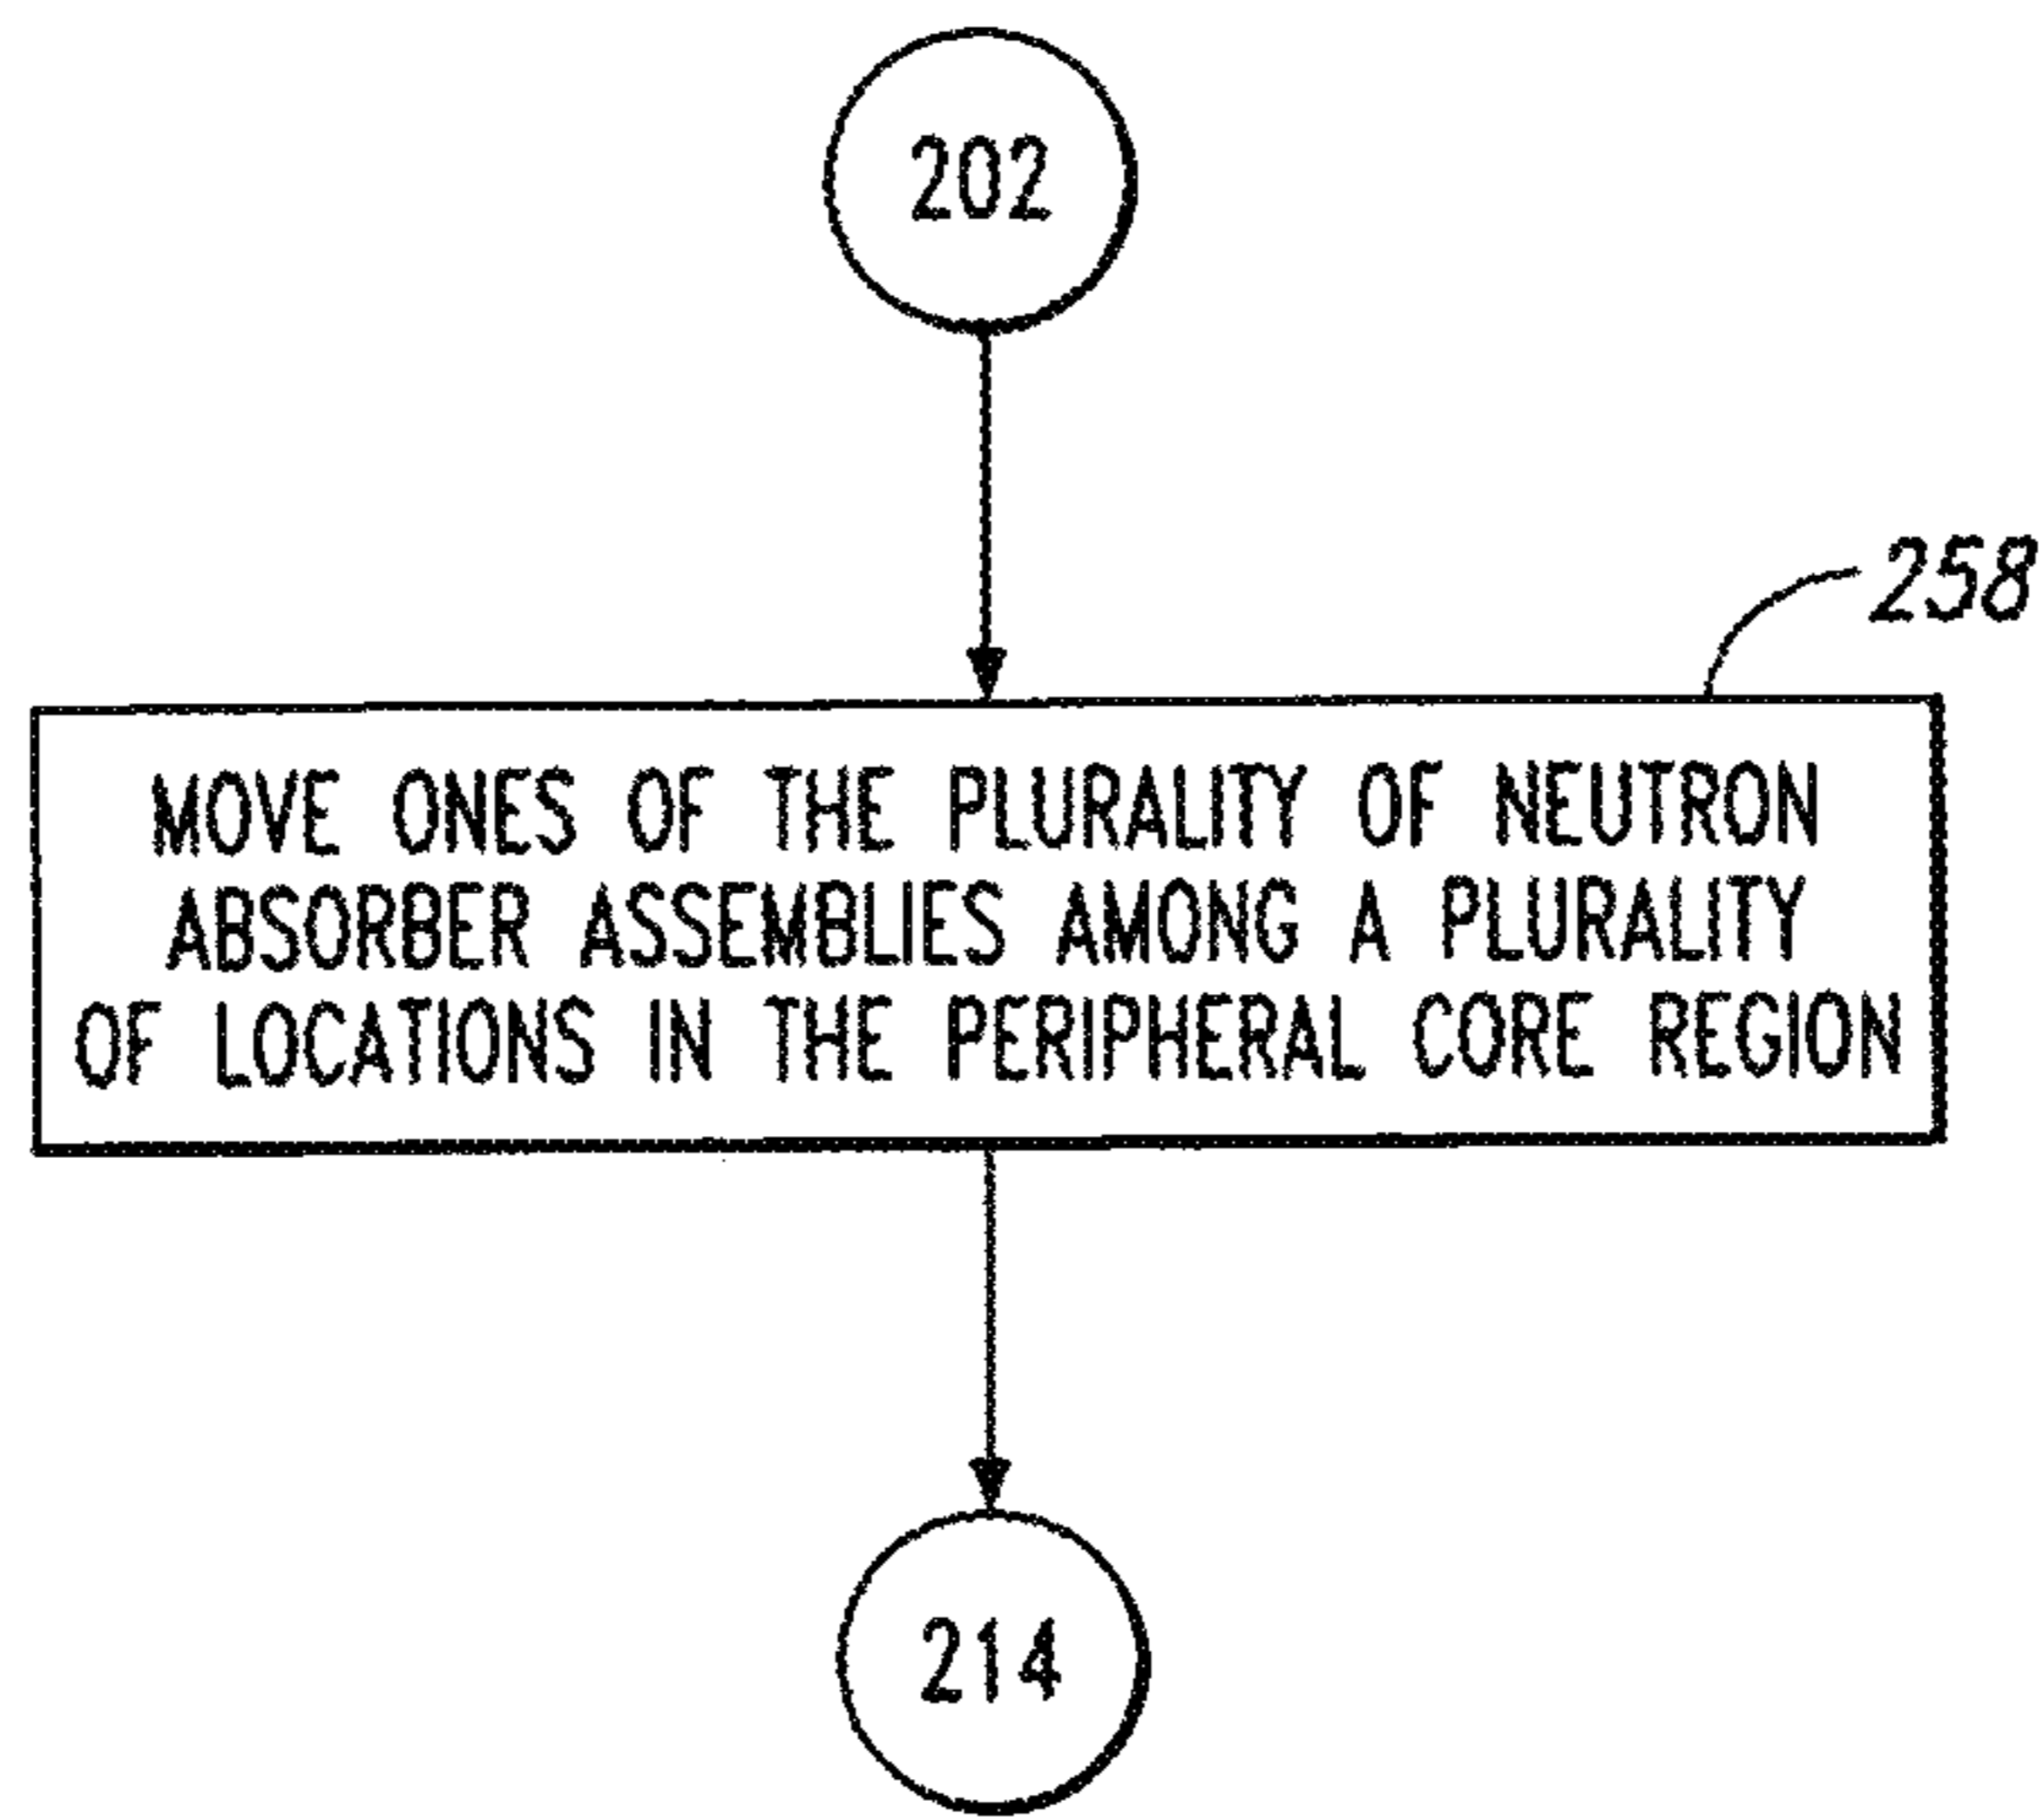 202
258
MOVE ONES OF THE PLURALITY OF NEUTRON
ABSORBER ASSEMBLIES AMONG A PLURALITY
OF LOCATIONS IN THE PERIPHERAL CORE REGION
214